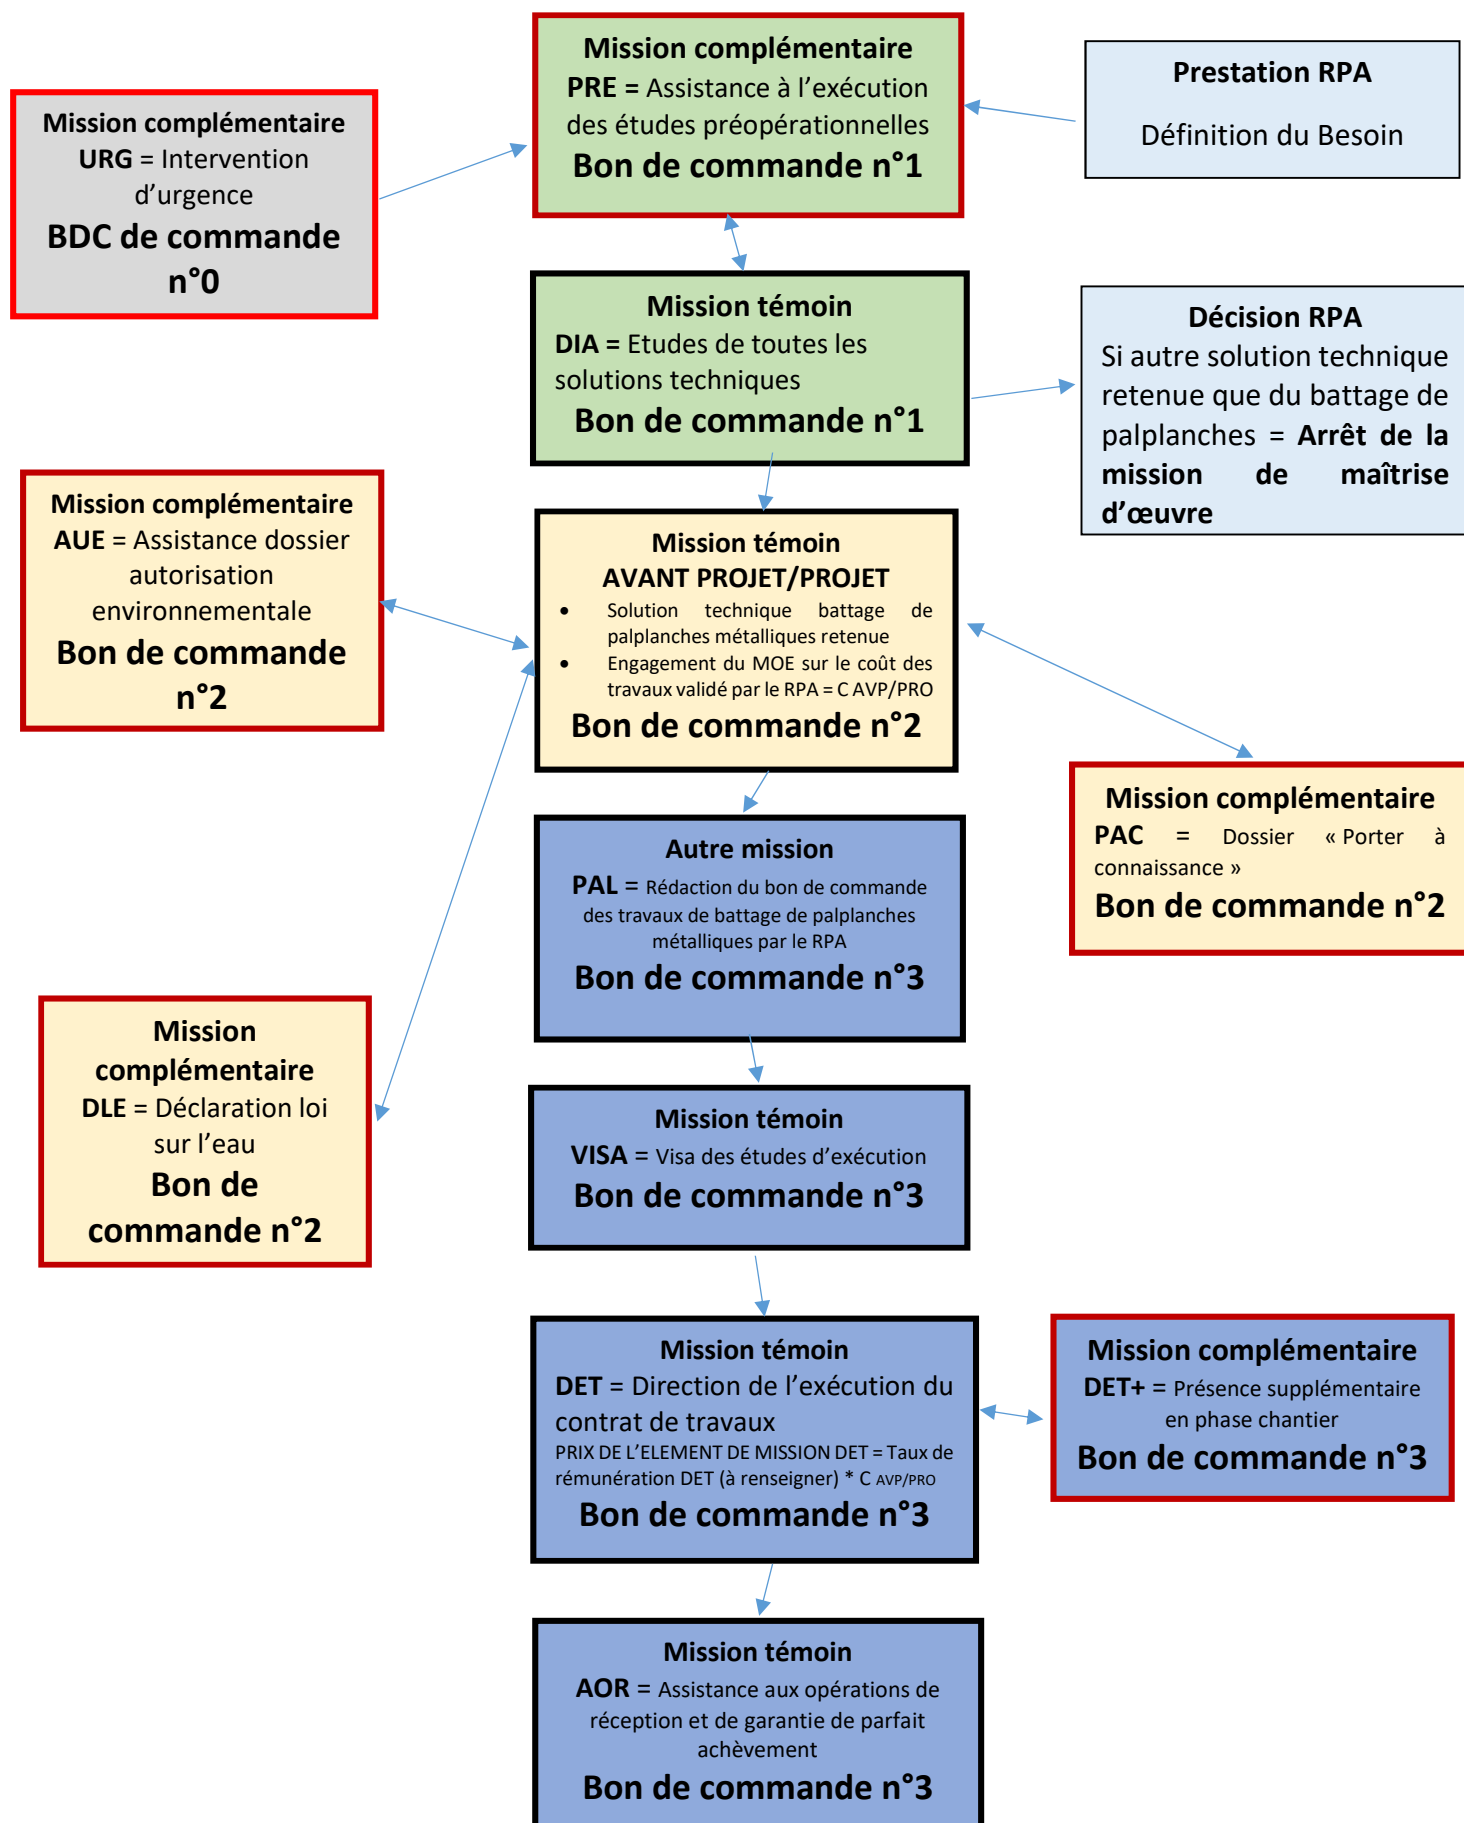 Mission complémentaire
PRE = Assistance à l’exécution
des études préopérationnelles
Bon de commande n°1
Prestation RPA
Définition du Besoin
Mission complémentaire
URG = Intervention
d’urgence
BDC de commande
n°0
Mission témoin
DIA = Etudes de toutes les
solutions techniques
Bon de commande n°1
Décision RPA
Si autre solution technique
retenue que du battage de
palplanches = Arrêt de la
mission de maîtrise
d’œuvre
Mission complémentaire
AUE = Assistance dossier
autorisation
environnementale
Bon de commande
n°2
Mission témoin
AVANT PROJET/PROJET
• Solution technique battage de
palplanches métalliques retenue
• Engagement du MOE sur le coût des
travaux validé par le RPA = C AVP/PRO
Bon de commande n°2
Mission complémentaire
PAC = Dossier « Porter à
connaissance »
Bon de commande n°2
Autre mission
PAL = Rédaction du bon de commande
des travaux de battage de palplanches
métalliques par le RPA
Bon de commande n°3
Mission
complémentaire
DLE = Déclaration loi
sur l’eau
Bon de
commande n°2
Mission témoin
VISA = Visa des études d’exécution
Bon de commande n°3
Mission témoin
DET = Direction de l’exécution du
contrat de travaux
PRIX DE L’ELEMENT DE MISSION DET = Taux de
rémunération DET (à renseigner) * C AVP/PRO
Bon de commande n°3
Mission complémentaire
DET+ = Présence supplémentaire
en phase chantier
Bon de commande n°3
Mission témoin
AOR = Assistance aux opérations de
réception et de garantie de parfait
achèvement
Bon de commande n°3